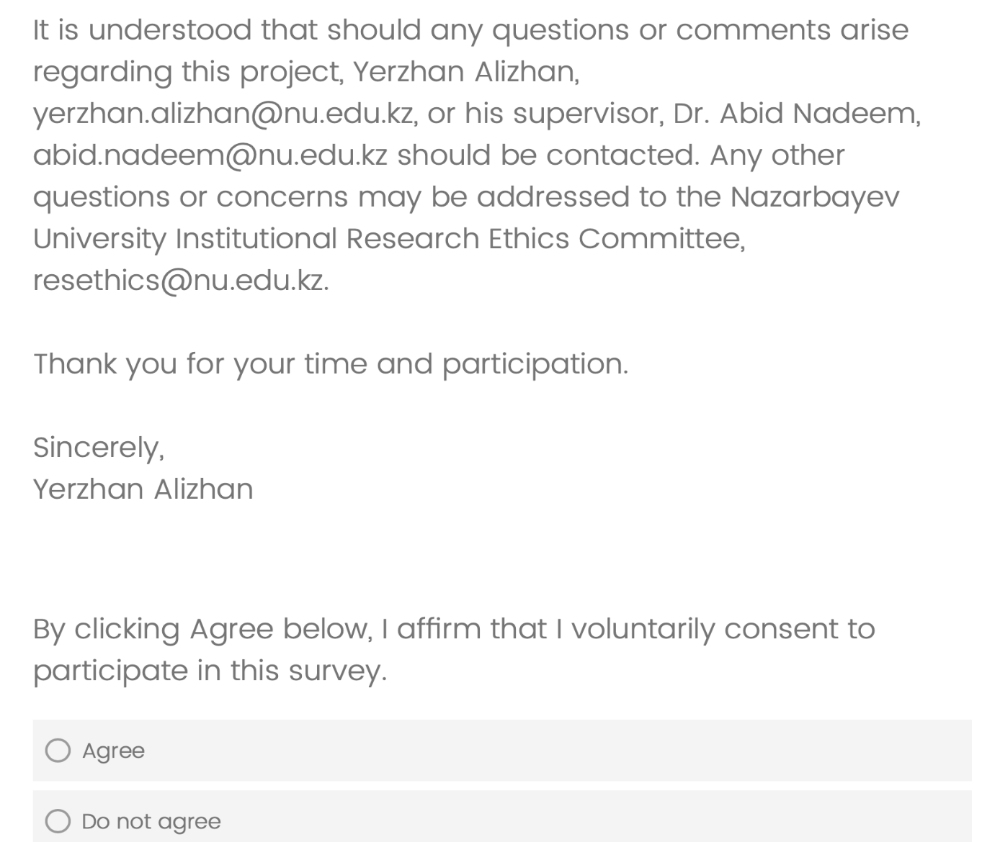 It is understood that should any questions or comments arise
regarding this project, Yerzhan Alizhan,
yerzhan.alizhan@nu.edu.kz, or his supervisor, Dr. Abid Nadeem,
abid.nadeem@nu.edu.kz should be contacted. Any other
questions or concerns may be addressed to the Nazarbayev
University Institutional Research Ethics Committee,
resethics@nu.edu.kz.
Thank you for your time and participation.
Sincerely,
Yerzhan Alizhan
By clicking Agree below, I affirm that I voluntarily consent to
participate in this survey.
Agree
Do not agree